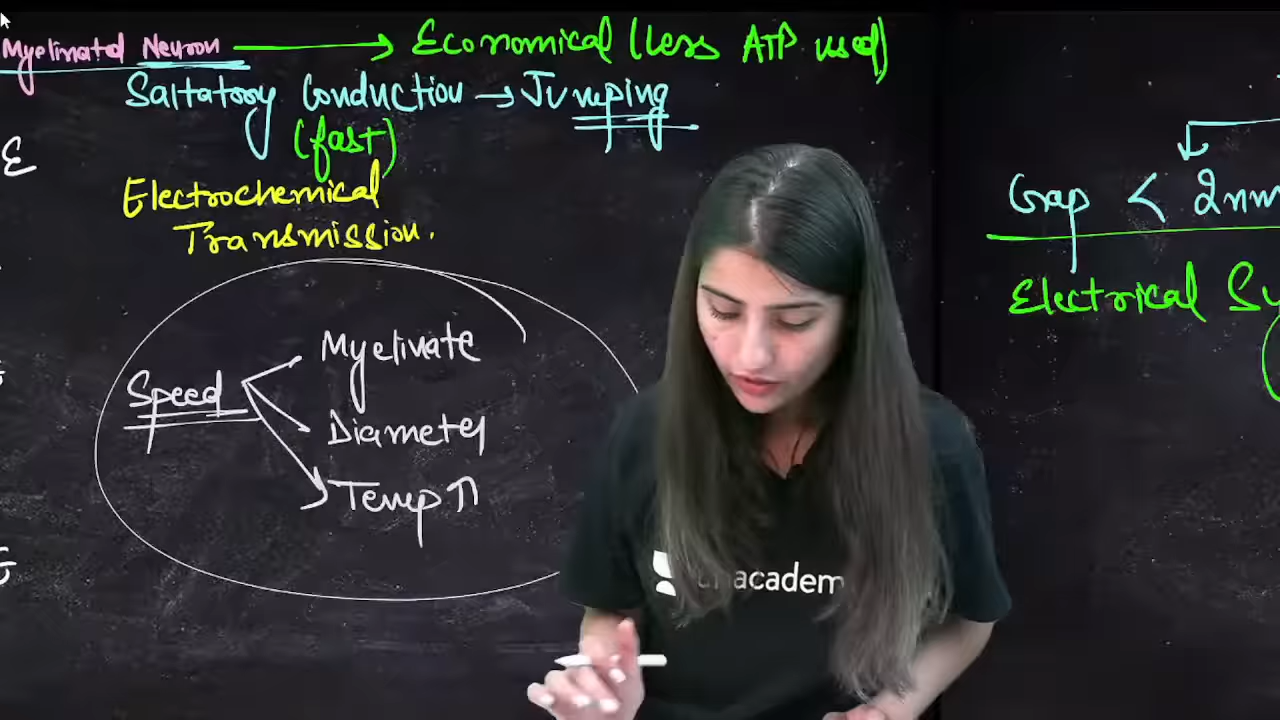 Myelinated Neuron → Economical (less ATP used)
Saltatory Conduction → Jumping
(fast)
Electrochemical
Transmission.
Speed
Myelinate
Diameter
Temp ↑
Gap < 2nm
Electrical Sy
unacadem